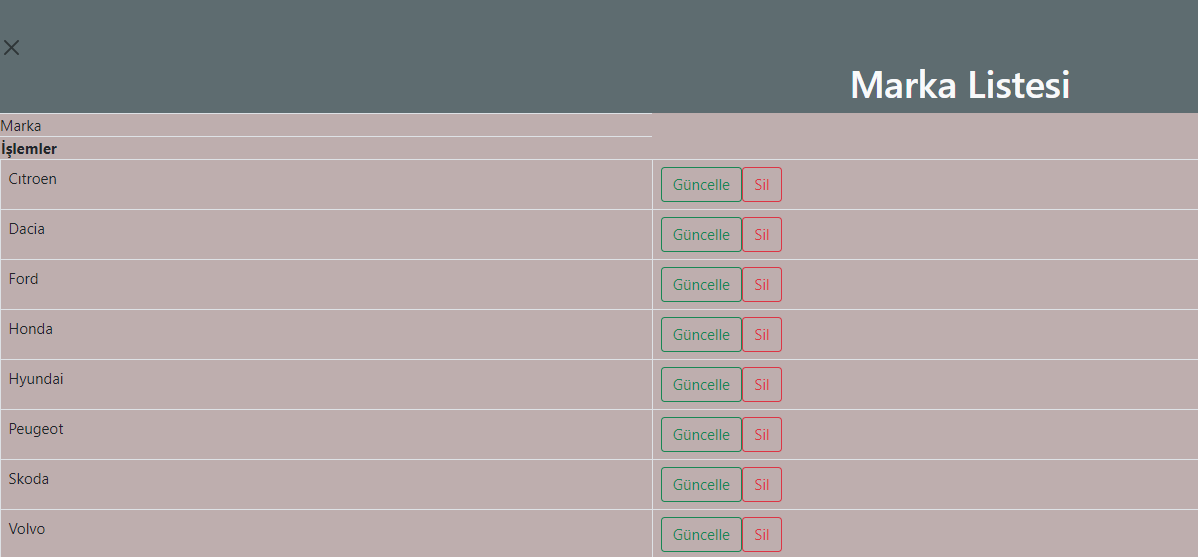 Marka Listesi
Marka
İşlemler
Cıtroen Güncelle Sil
Dacia Güncelle Sil
Ford Güncelle Sil
Honda Güncelle Sil
Hyundai Güncelle Sil
Peugeot Güncelle Sil
Skoda Güncelle Sil
Volvo Güncelle Sil